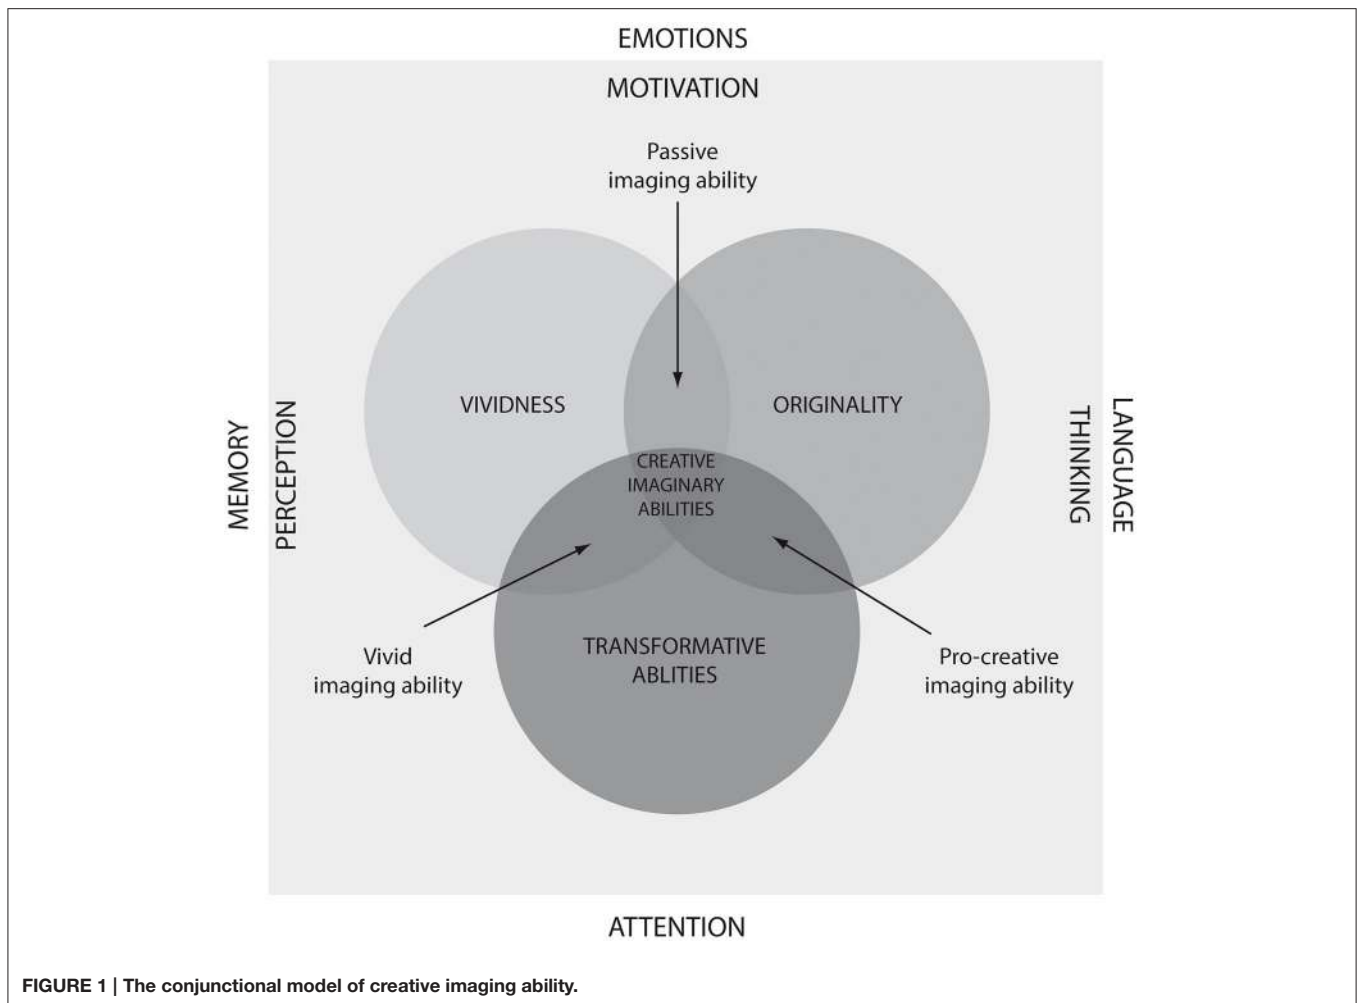 EMOTIONS
MOTIVATION
Passive
imaging ability
VIVIDNESS
ORIGINALITY
MEMORY
PERCEPTION
THINKING
LANGUAGE
CREATIVE
IMAGINARY
ABILITIES
TRANSFORMATIVE
ABLITIES
Vivid
imaging ability
Pro-creative
imaging ability
ATTENTION
FIGURE 1 | The conjunctional model of creative imaging ability.